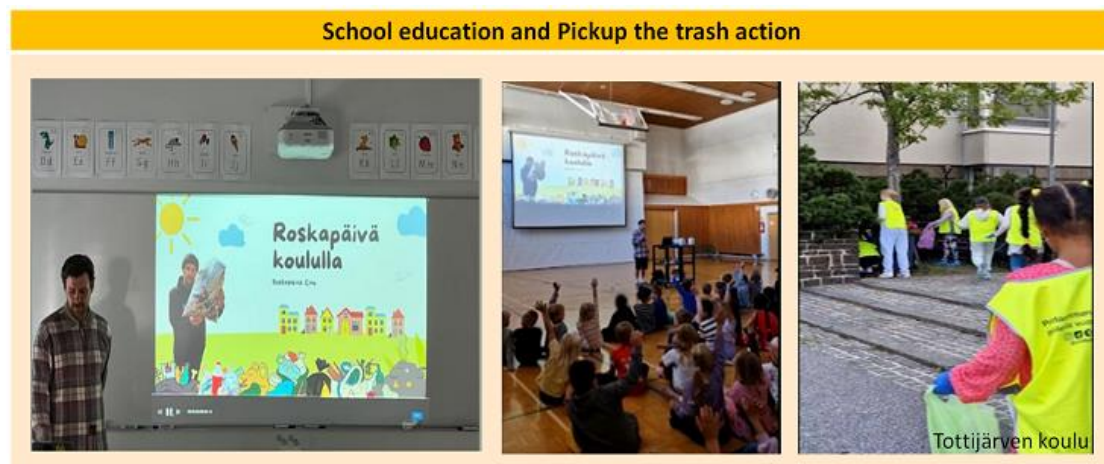 School education and Pickup the trash action
Dd
Ee
Ff
Gg
Hh
Ii
Jj
Kk
Ll
Mm
Nn
Roskapäivä
koululla
Roskapäivä
koululla
Tottijärven koulu